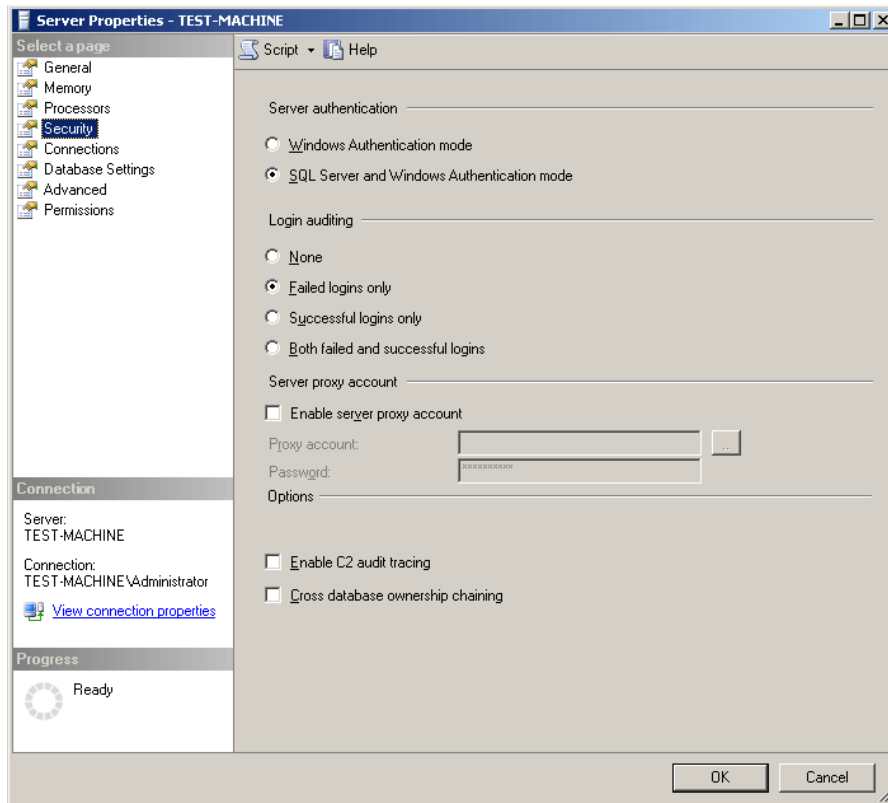 Server Properties - TEST-MACHINE
Select a page
General
Memory
Processors
Security
Connections
Database Settings
Advanced
Permissions
Script Help
Server authentication
Windows Authentication mode
SQL Server and Windows Authentication mode
Login auditing
None
Failed logins only
Successful logins only
Both failed and successful logins
Server proxy account
Enable server proxy account
Proxy account:
..
Password:
xxxxxxxxxx
Options
Enable C2 audit tracing
Cross database ownership chaining
Connection
Server:
TEST-MACHINE
Connection:
TEST-MACHINE\Administrator
View connection properties
Progress
Ready
OK Cancel